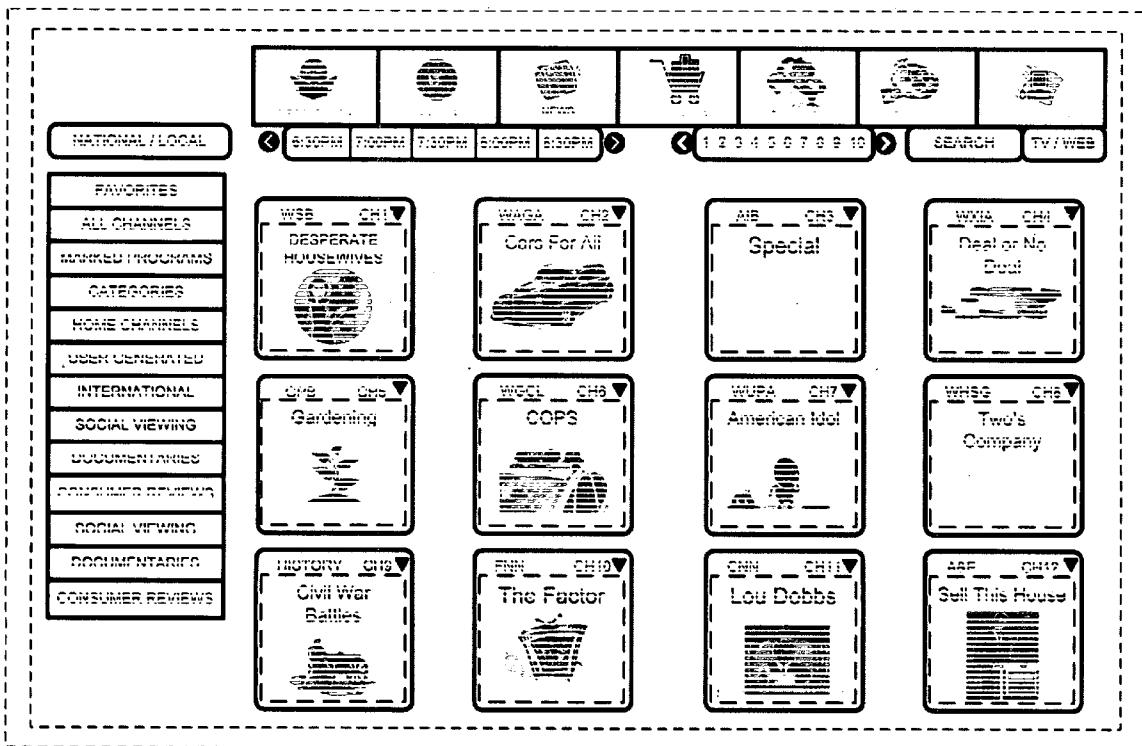 NEWS
NATIONAL / LOCAL
6:30PM 7:00PM 7:30PM 8:00PM 8:30PM
1 2 3 4 5 6 7 8 9 10
SEARCH
TV / WEB
FAVORITES
ALL CHANNELS
MARKED PROGRAMS
CATEGORIES
HOME CHANNELS
USER GENERATED
INTERNATIONAL
SOCIAL VIEWING
DOCUMENTARIES
CONSUMER REVIEWS
SOCIAL VIEWING
DOCUMENTARIES
CONSUMER REVIEWS
WSB CH1
DESPERATE
HOUSEWIVES
WAGA CH2
Cars For All
AIB CH3
Special
WXIA CH4
Deal or No
Deal
GPB CH5
Gardening
WGCL CH6
COPS
WUPA CH7
American Idol
WHSG CH8
Two's
Company
HISTORY CH9
Civil War
Battles
FNN CH10
The Factor
CNN CH11
Lou Dobbs
A&E CH12
Sell This House